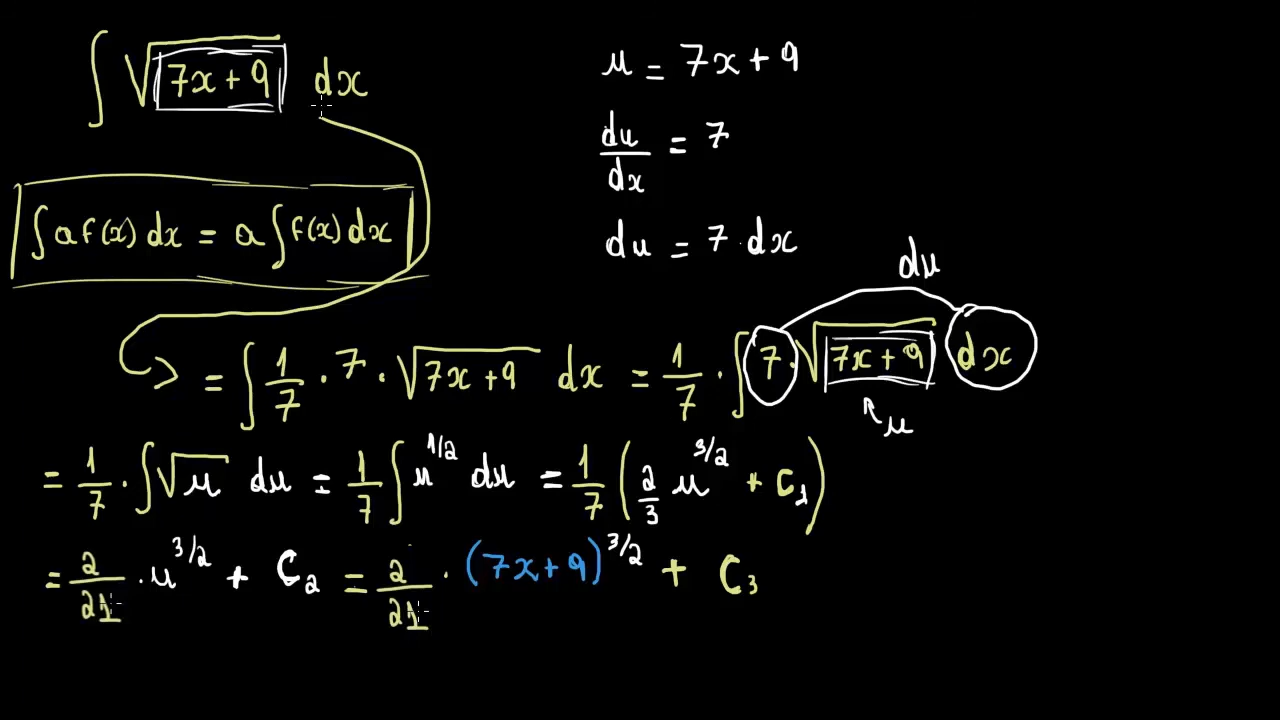 ∫ √(7x + 9) dx
u = 7x + 9
du/dx = 7
∫ a f(x) dx = a ∫ f(x) dx
du = 7 · dx
du
= ∫ 1/7 · 7 · √(7x + 9) dx = 1/7 · ∫ 7 · √(7x + 9) dx
u
= 1/7 · ∫ √u du = 1/7 ∫ u^(1/2) du = 1/7 (2/3 u^(3/2) + C₁)
= 2/21 · u^(3/2) + C₂ = 2/21 · (7x + 9)^(3/2) + C₃